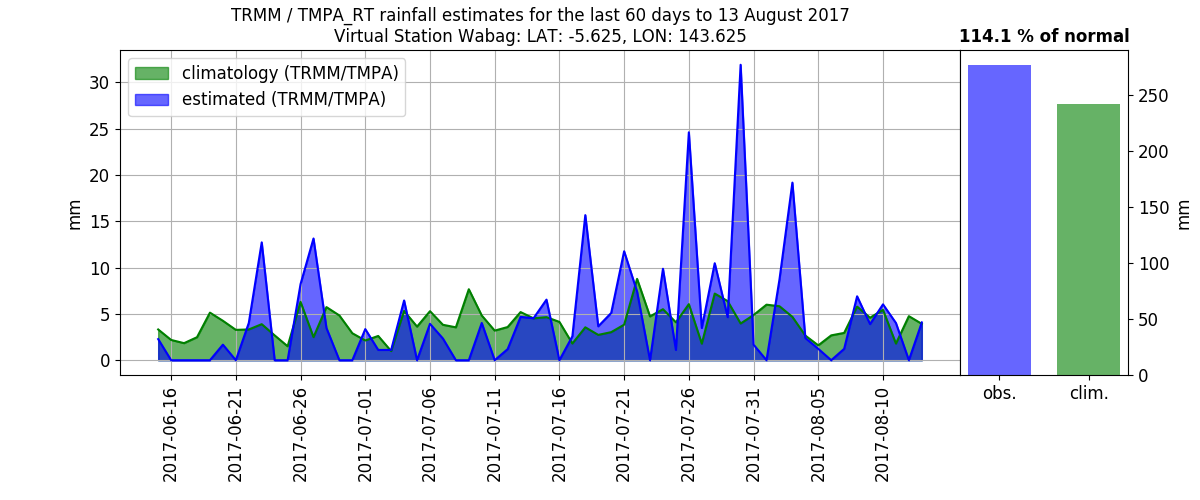 TRMM / TMPA_RT rainfall estimates for the last 60 days to 13 August 2017
Virtual Station Wabag: LAT: -5.625, LON: 143.625
114.1 % of normal
climatology (TRMM/TMPA)
estimated (TRMM/TMPA)
mm
30
25
20
15
10
5
0
2017-06-16
2017-06-21
2017-06-26
2017-07-01
2017-07-06
2017-07-11
2017-07-16
2017-07-21
2017-07-26
2017-07-31
2017-08-05
2017-08-10
250
200
150
100
50
0
mm
obs.
clim.